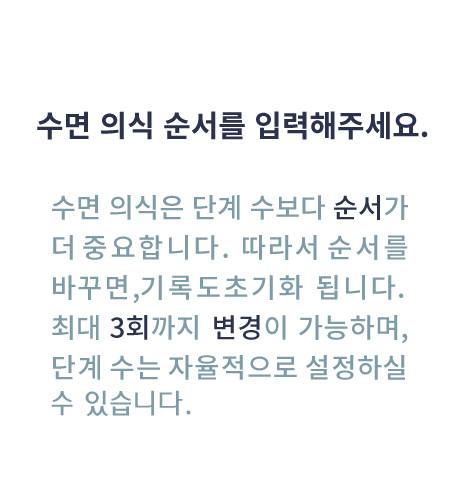 수면 의식 순서를 입력해주세요.
수면 의식은 단계 수보다 순서가
더 중요합니다. 따라서 순서를
바꾸면,기록도초기화 됩니다.
최대 3회까지 변경이 가능하며,
단계 수는 자율적으로 설정하실
수 있습니다.